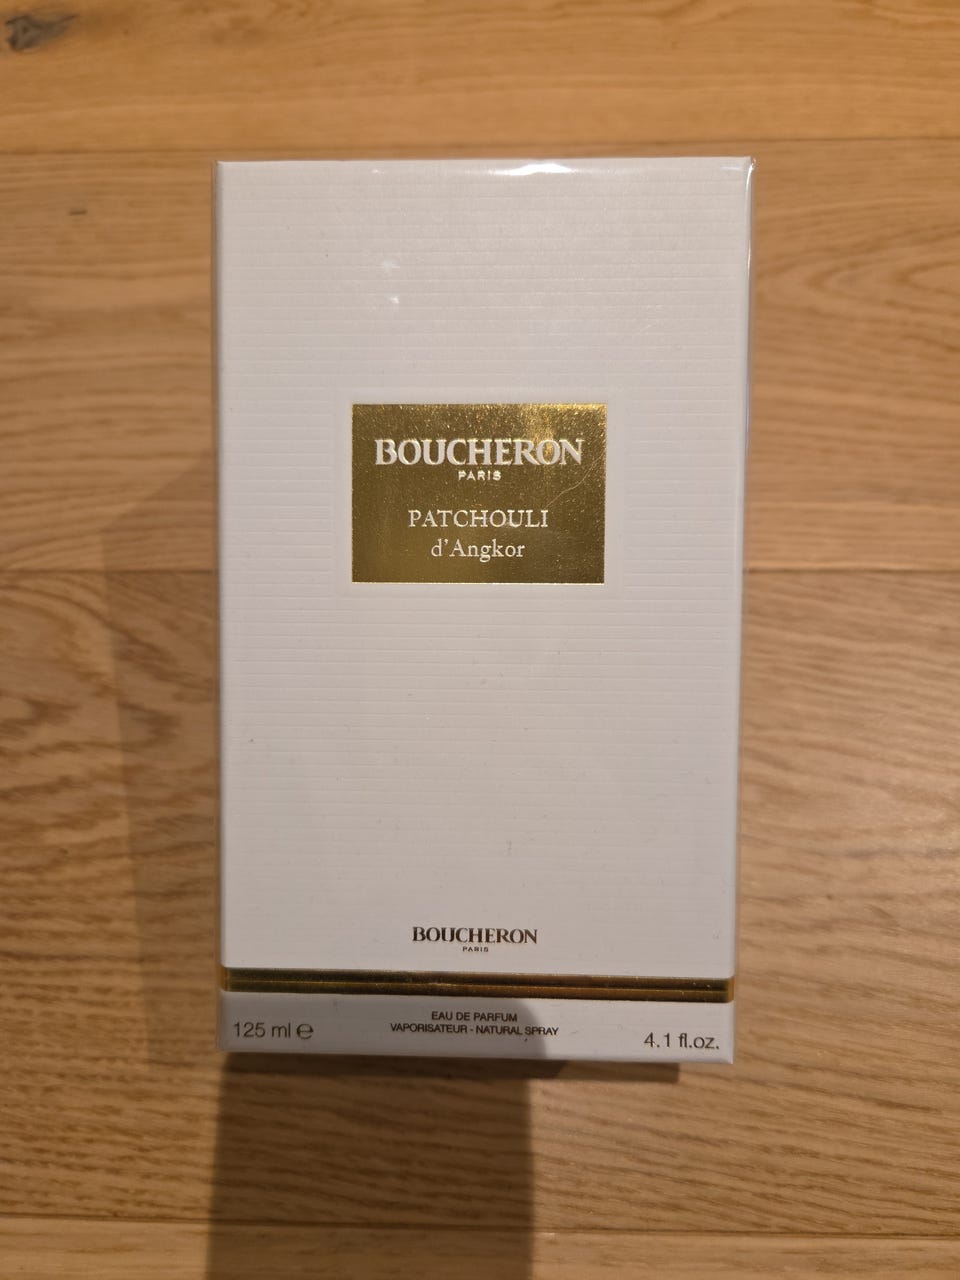 BOUCHERON
PARIS
PATCHOULI
d'Angkor
BOUCHERON
PARIS
EAU DE PARFUM
VAPORISATEUR - NATURAL SPRAY
125 ml ℮
4.1 fl.oz.